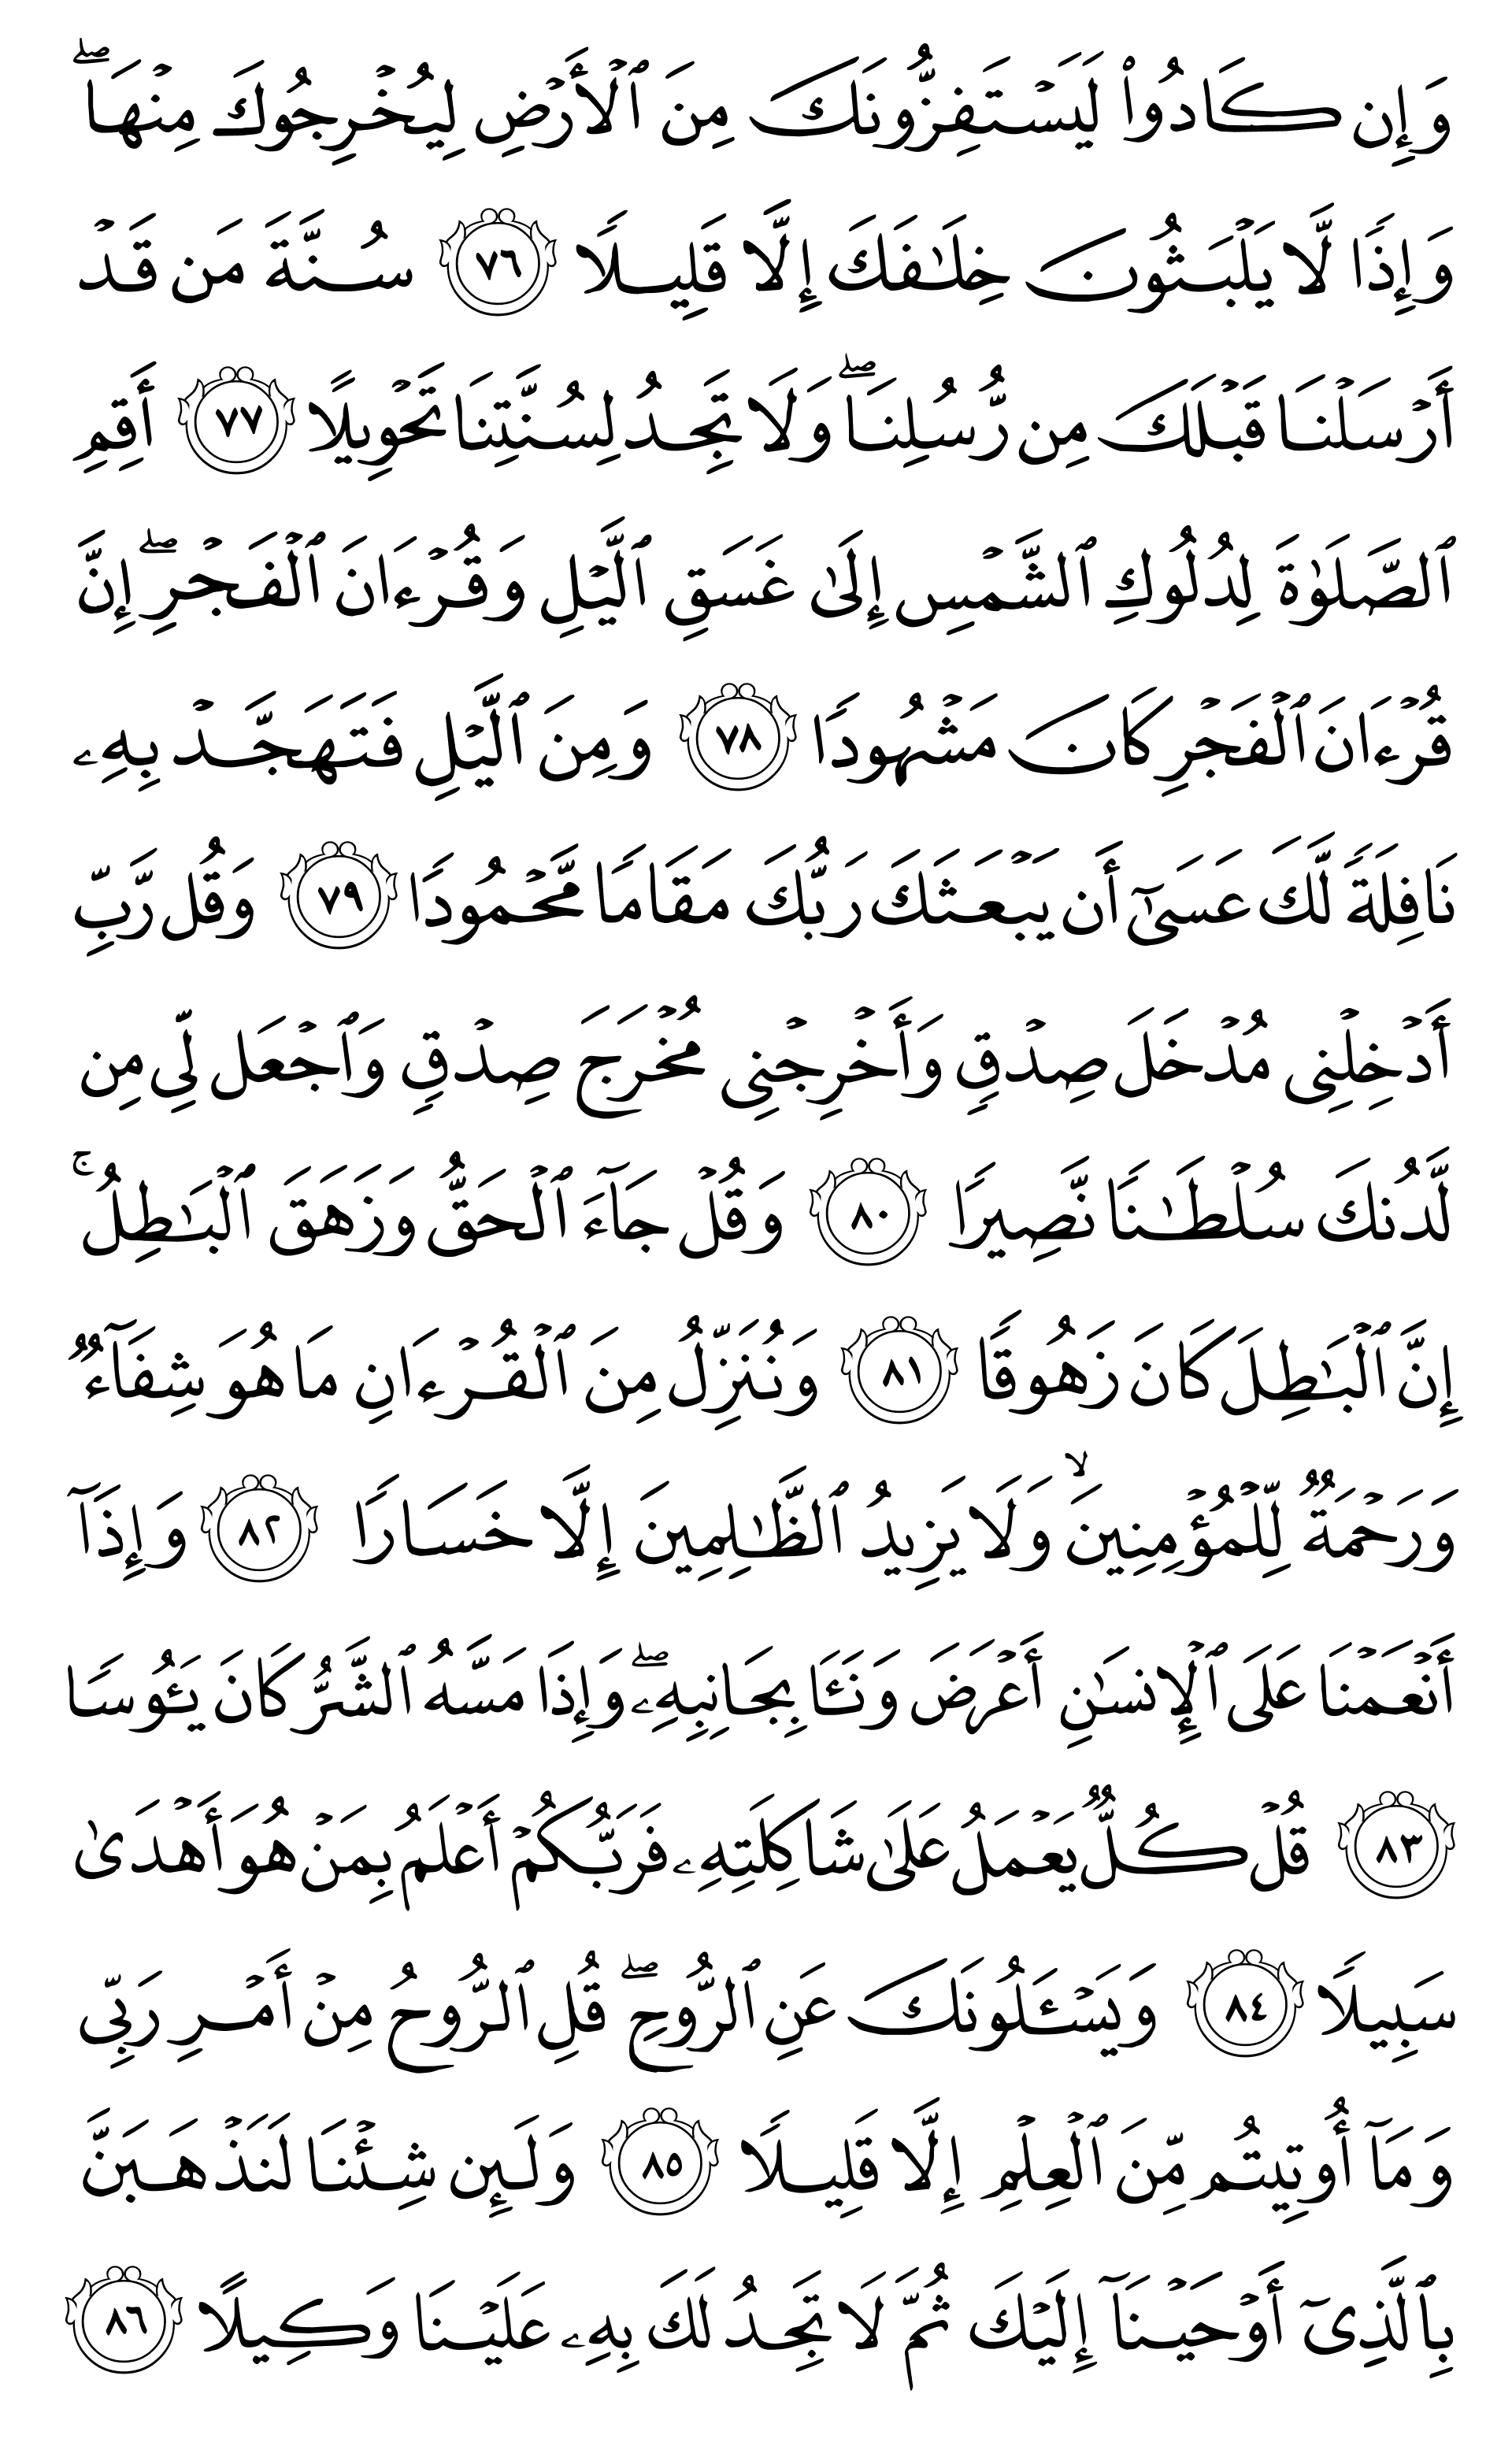 وَإِن كَادُوا۟ لَيَسْتَفِزُّونَكَ مِنَ ٱلْأَرْضِ لِيُخْرِجُوكَ مِنْهَا ۖ
وَإِذًا لَّا يَلْبَثُونَ خِلَٰفَكَ إِلَّا قَلِيلًا ٧٦ سُنَّةَ مَن قَدْ
أَرْسَلْنَا قَبْلَكَ مِن رُّسُلِنَا ۖ وَلَا تَجِدُ لِسُنَّتِنَا تَحْوِيلًا ٧٧ أَقِمِ
ٱلصَّلَوٰةَ لِدُلُوكِ ٱلشَّمْسِ إِلَىٰ غَسَقِ ٱلَّيْلِ وَقُرْءَانَ ٱلْفَجْرِ ۖ إِنَّ
قُرْءَانَ ٱلْفَجْرِ كَانَ مَشْهُودًا ٧٨ وَمِنَ ٱلَّيْلِ فَتَهَجَّدْ بِهِۦ
نَافِلَةً لَّكَ عَسَىٰٓ أَن يَبْعَثَكَ رَبُّكَ مَقَامًا مَّحْمُودًا ٧٩ وَقُل رَّبِّ
أَدْخِلْنِى مُدْخَلَ صِدْقٍ وَأَخْرِجْنِى مُخْرَجَ صِدْقٍ وَٱجْعَل لِّى مِن
لَّدُنكَ سُلْطَٰنًا نَّصِيرًا ٨٠ وَقُلْ جَآءَ ٱلْحَقُّ وَزَهَقَ ٱلْبَٰطِلُ ۚ
إِنَّ ٱلْبَٰطِلَ كَانَ زَهُوقًا ٨١ وَنُنَزِّلُ مِنَ ٱلْقُرْءَانِ مَا هُوَ شِفَآءٌ
وَرَحْمَةٌ لِّلْمُؤْمِنِينَ ۙ وَلَا يَزِيدُ ٱلظَّٰلِمِينَ إِلَّا خَسَارًا ٨٢ وَإِذَآ
أَنْعَمْنَا عَلَى ٱلْإِنسَٰنِ أَعْرَضَ وَنَـَٔا بِجَانِبِهِۦ ۖ وَإِذَا مَسَّهُ ٱلشَّرُّ كَانَ يَـُٔوسًا
٨٣ قُلْ كُلٌّ يَعْمَلُ عَلَىٰ شَاكِلَتِهِۦ فَرَبُّكُمْ أَعْلَمُ بِمَنْ هُوَ أَهْدَىٰ
سَبِيلًا ٨٤ وَيَسْـَٔلُونَكَ عَنِ ٱلرُّوحِ ۖ قُلِ ٱلرُّوحُ مِنْ أَمْرِ رَبِّى
وَمَآ أُوتِيتُم مِّنَ ٱلْعِلْمِ إِلَّا قَلِيلًا ٨٥ وَلَئِن شِئْنَا لَنَذْهَبَنَّ
بِٱلَّذِىٓ أَوْحَيْنَآ إِلَيْكَ ثُمَّ لَا تَجِدُ لَكَ بِهِۦ عَلَيْنَا وَكِيلًا ٨٦